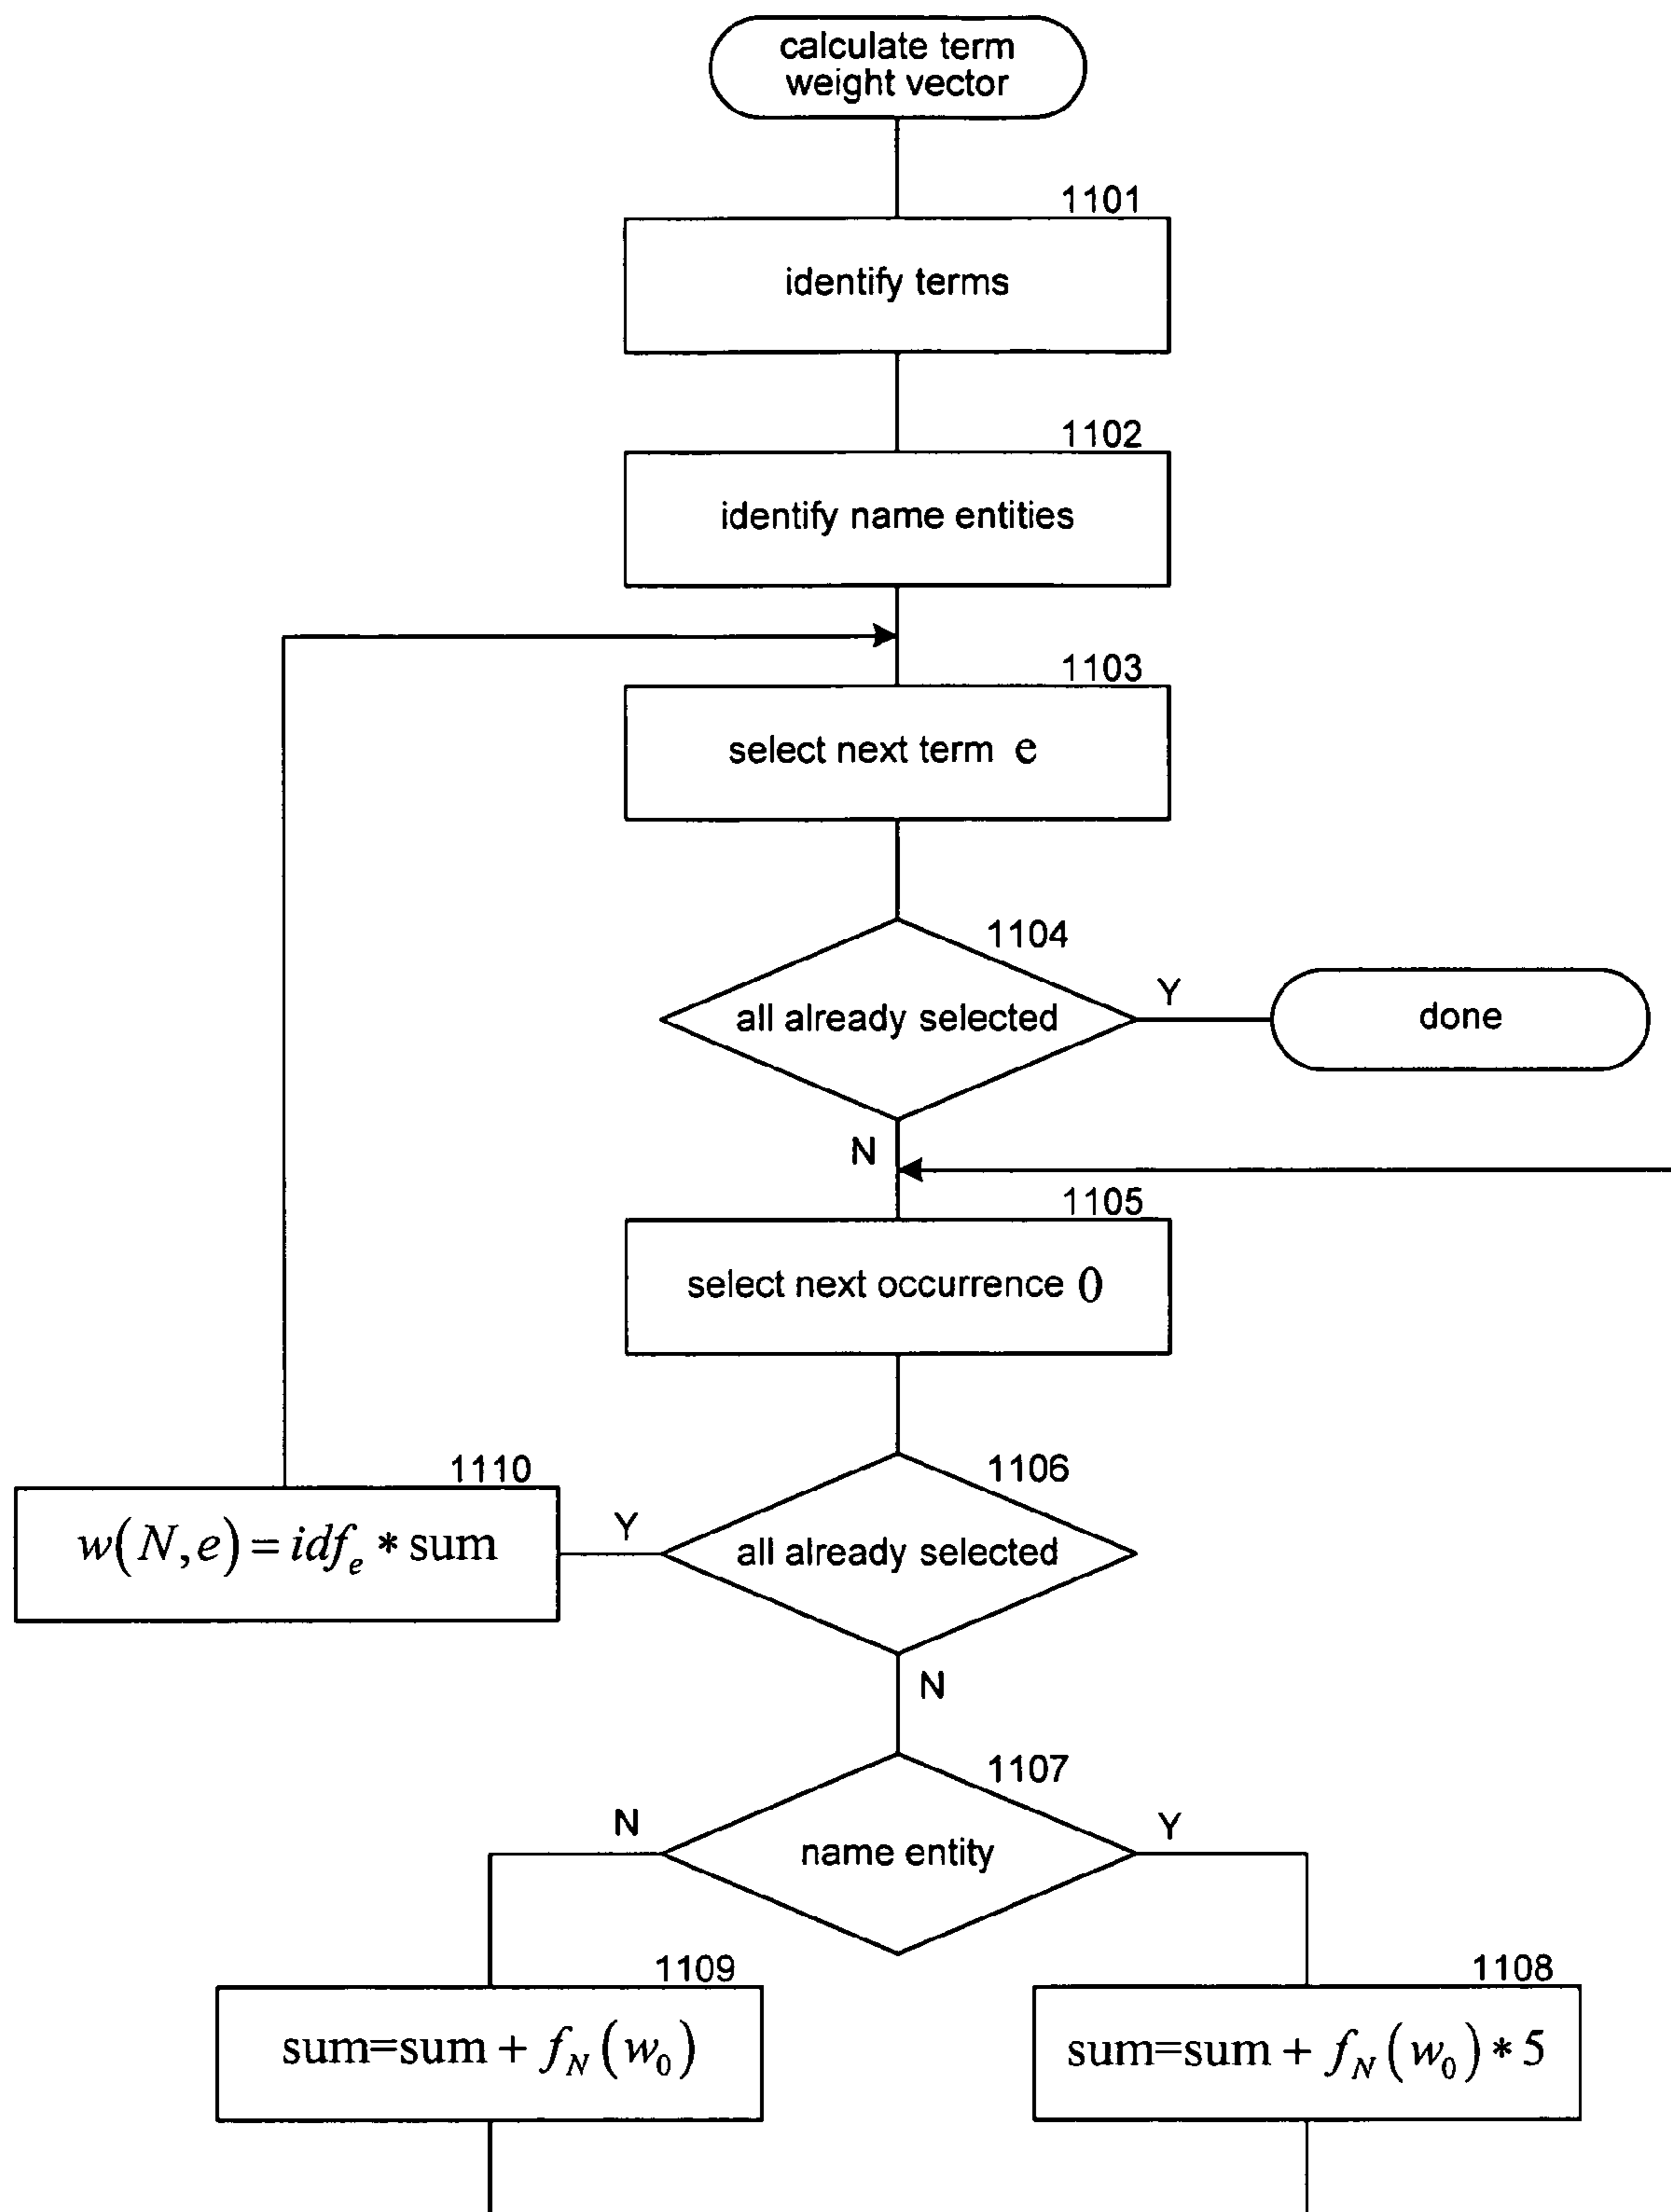 calculate term
weight vector
1101
identify terms
1102
identify name entities
1103
select next term e
1104
all already selected
Y
done
N
1105
select next occurrence 0
1106
all already selected
Y
N
1110
w(N,e) = idf_e * sum
1107
name entity
N
Y
1109
sum=sum + f_N(w_0)
1108
sum=sum + f_N(w_0) * 5